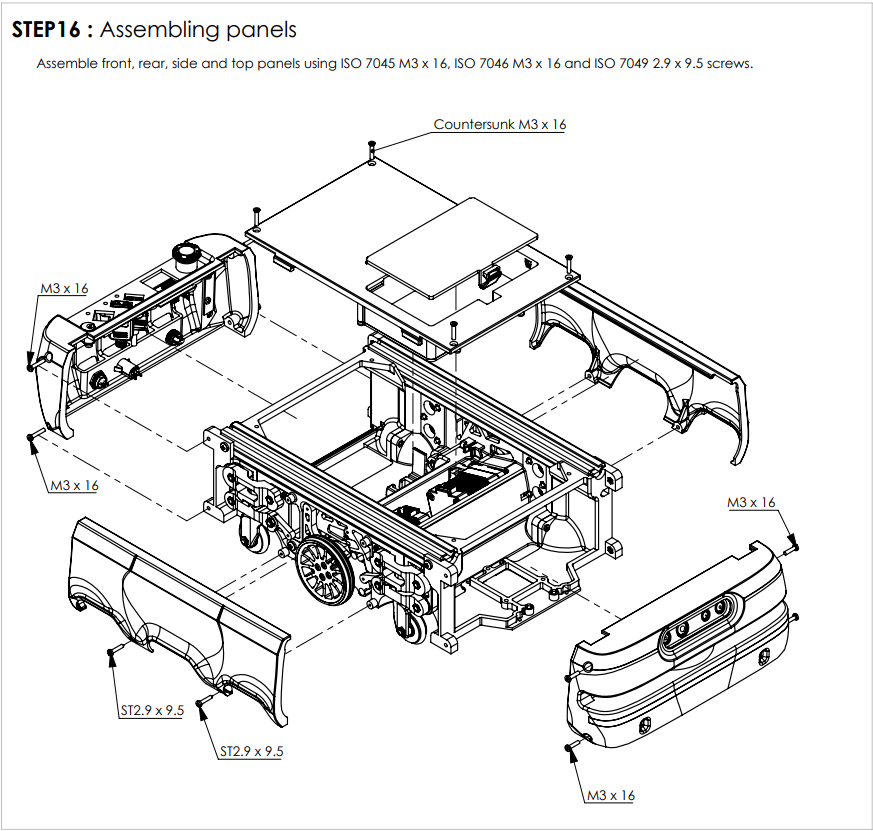 STEP16 : Assembling panels
Assemble front, rear, side and top panels using ISO 7045 M3 x 16, ISO 7046 M3 x 16 and ISO 7049 2.9 x 9.5 screws.
Countersunk M3 x 16
M3 x 16
M3 x 16
M3 x 16
ST2.9 x 9.5
ST2.9 x 9.5
M3 x 16